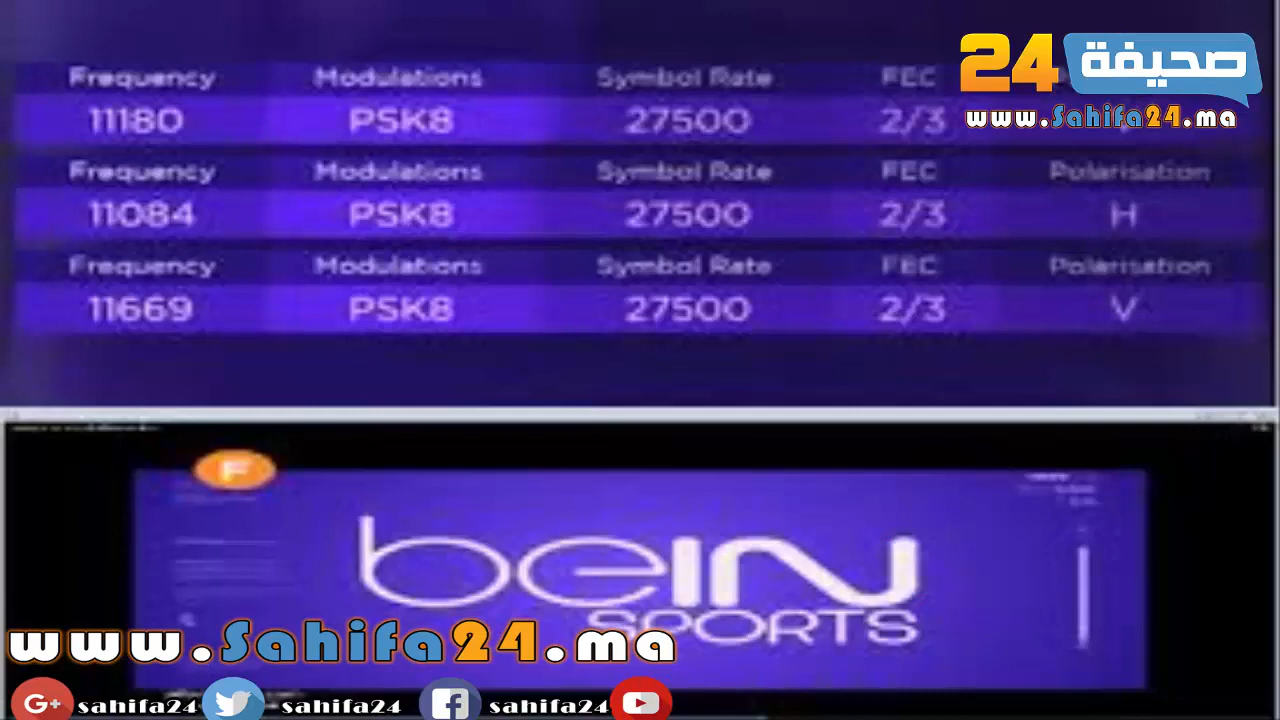 24 صحيفة
www.Sahifa24.ma
Frequency Modulations Symbol Rate FEC
11180 PSK8 27500 2/3
Frequency Modulations Symbol Rate FEC Polarisation
11084 PSK8 27500 2/3 H
Frequency Modulations Symbol Rate FEC Polarisation
11669 PSK8 27500 2/3 V
F
beIN
SPORTS
www.Sahifa24.ma
G+ sahifa24 sahifa24 f sahifa24